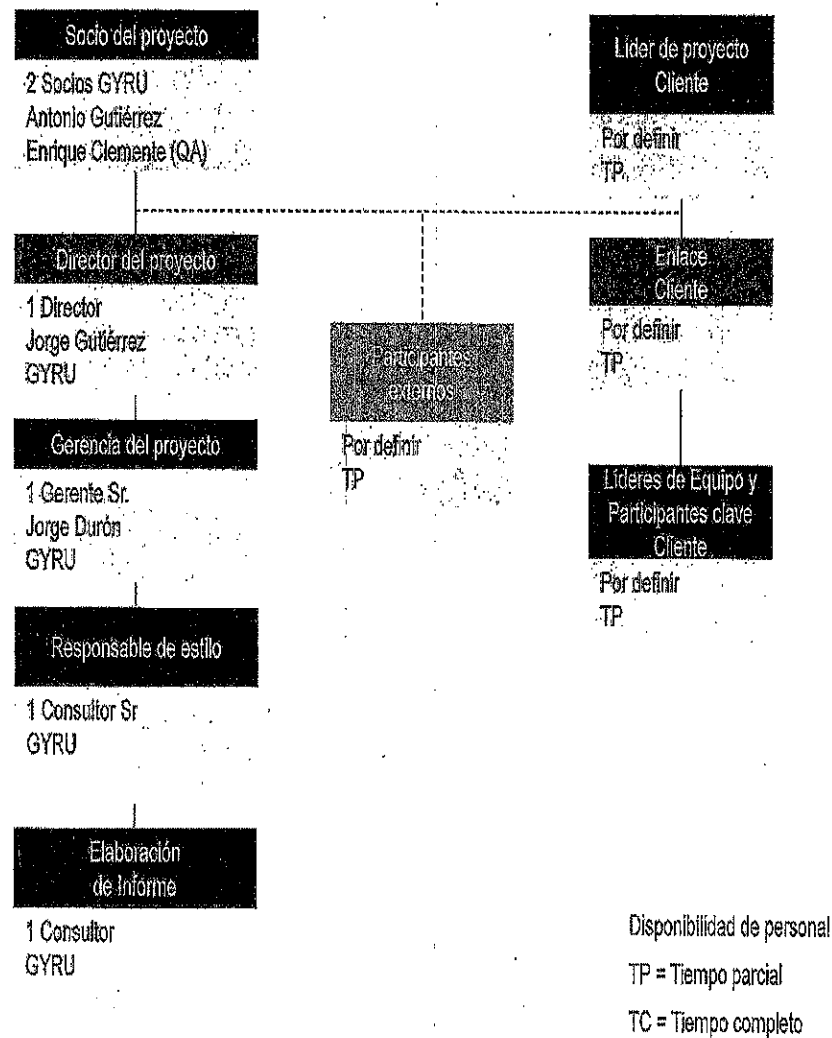 Socio del proyecto
2 Socios GYRU
Antonio Gutiérrez
Enrique Clemente (QA)
Director del proyecto
1 Director
Jorge Gutiérrez
GYRU
Gerencia del proyecto
1 Gerente Sr.
Jorge Durón
GYRU
Responsable de estilo
1 Consultor Sr
GYRU
Elaboración
de Informe
1 Consultor
GYRU
Participantes
externos
Por definir
TP
Líder de proyecto
Cliente
Por definir
TP
Enlace
Cliente
Por definir
TP
Líderes de Equipo y
Participantes clave
Cliente
Por definir
TP
Disponibilidad de personal
TP = Tiempo parcial
TC = Tiempo completo